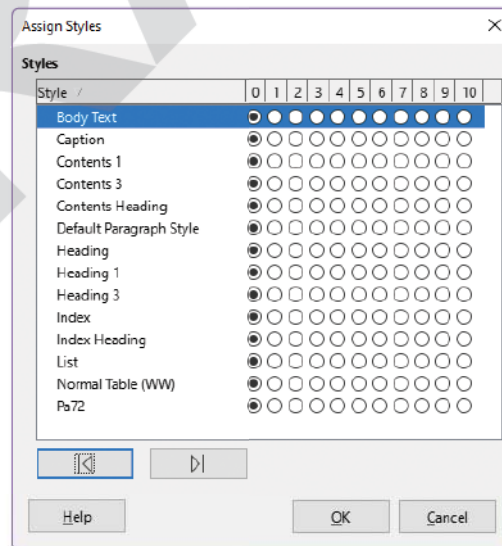 Assign Styles
Styles
Style / 0 1 2 3 4 5 6 7 8 9 10
Body Text
Caption
Contents 1
Contents 3
Contents Heading
Default Paragraph Style
Heading
Heading 1
Heading 3
Index
Index Heading
List
Normal Table (WW)
Pa72
Help OK Cancel